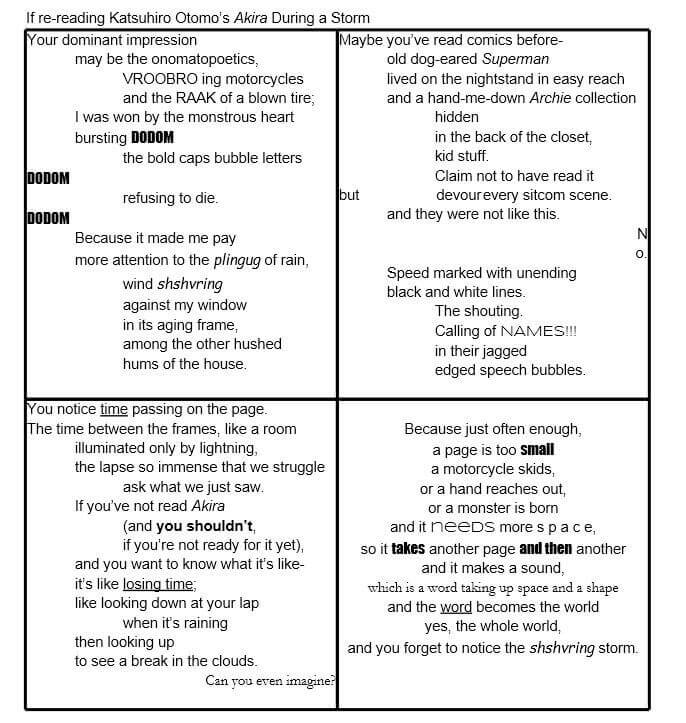 If re-reading Katsuhiro Otomo's Akira During a Storm
Your dominant impression
may be the onomatopoetics,
VROOBRO ing motorcycles
and the RAAK of a blown tire;
I was won by the monstrous heart
bursting DODOM
the bold caps bubble letters
DODOM
refusing to die.
DODOM
Because it made me pay
more attention to the plingug of rain,
wind shshvring
against my window
in its aging frame,
among the other hushed
hums of the house.
Maybe you've read comics before-
old dog-eared Superman
lived on the nightstand in easy reach
and a hand-me-down Archie collection
hidden
in the back of the closet,
kid stuff.
Claim not to have read it
but devour every sitcom scene.
and they were not like this.
N
o.
Speed marked with unending
black and white lines.
The shouting.
Calling of NAMES!!!
in their jagged
edged speech bubbles.
You notice time passing on the page.
The time between the frames, like a room
illuminated only by lightning,
the lapse so immense that we struggle
ask what we just saw.
If you've not read Akira
(and you shouldn't,
if you're not ready for it yet),
and you want to know what it's like-
it's like losing time;
like looking down at your lap
when it's raining
then looking up
to see a break in the clouds.
Can you even imagine?
Because just often enough,
a page is too small
a motorcycle skids,
or a hand reaches out,
or a monster is born
and it neeDS more s p a c e,
so it takes another page and then another
and it makes a sound,
which is a word taking up space and a shape
and the word becomes the world
yes, the whole world,
and you forget to notice the shshvring storm.